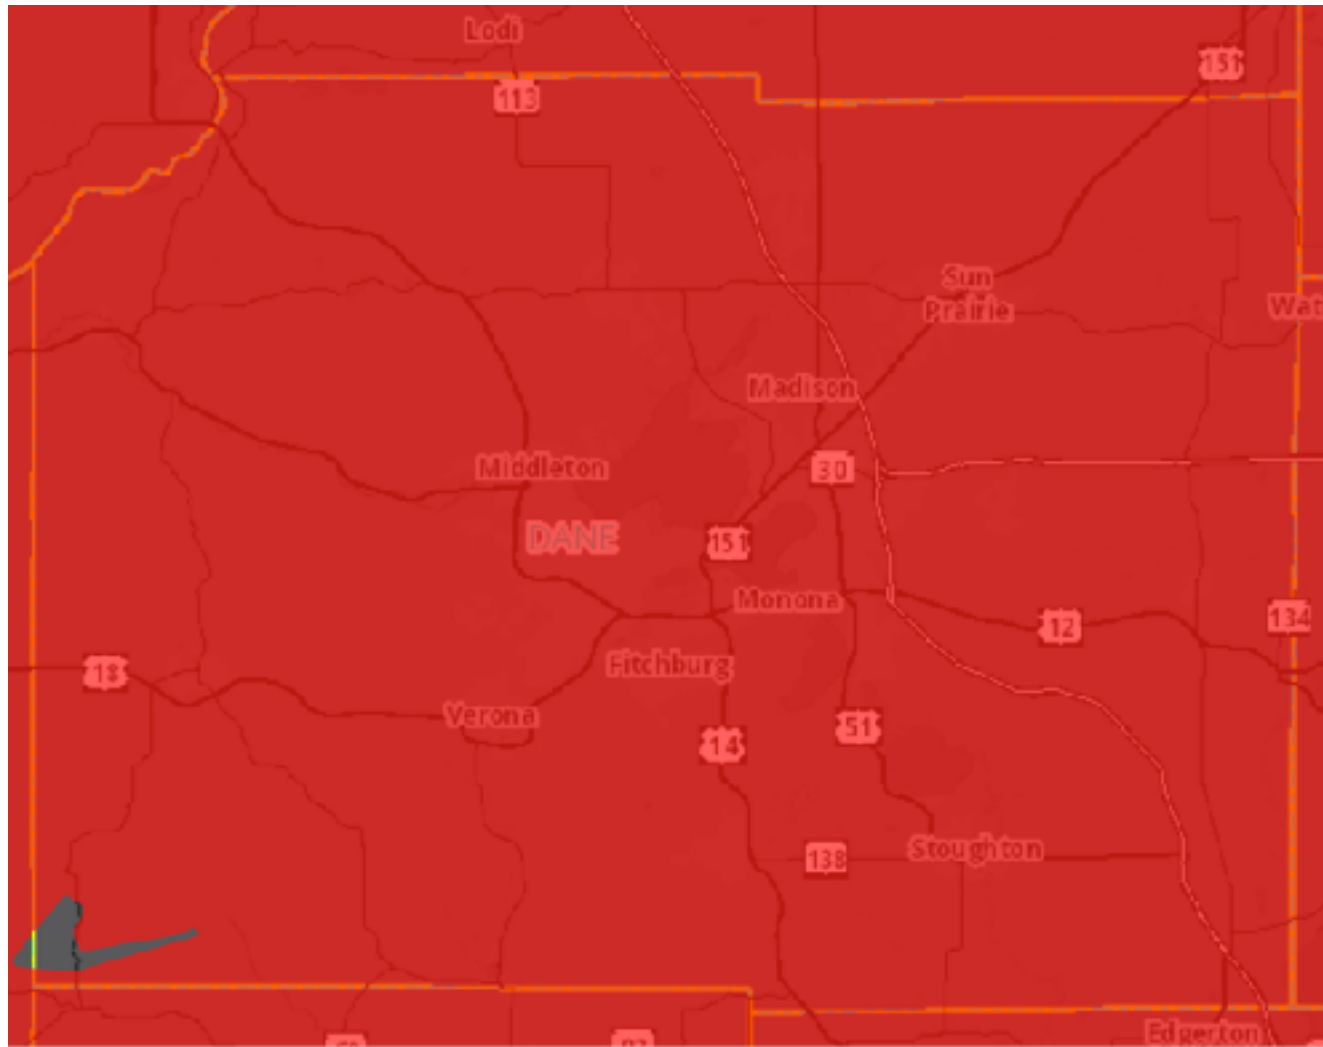 Lodi
151
113
Sun
Prairie
Wat
Madison
Middleton
30
DANE
151
Monona
12
134
18
Fitchburg
Verona
14
51
138
Stoughton
Edgerton